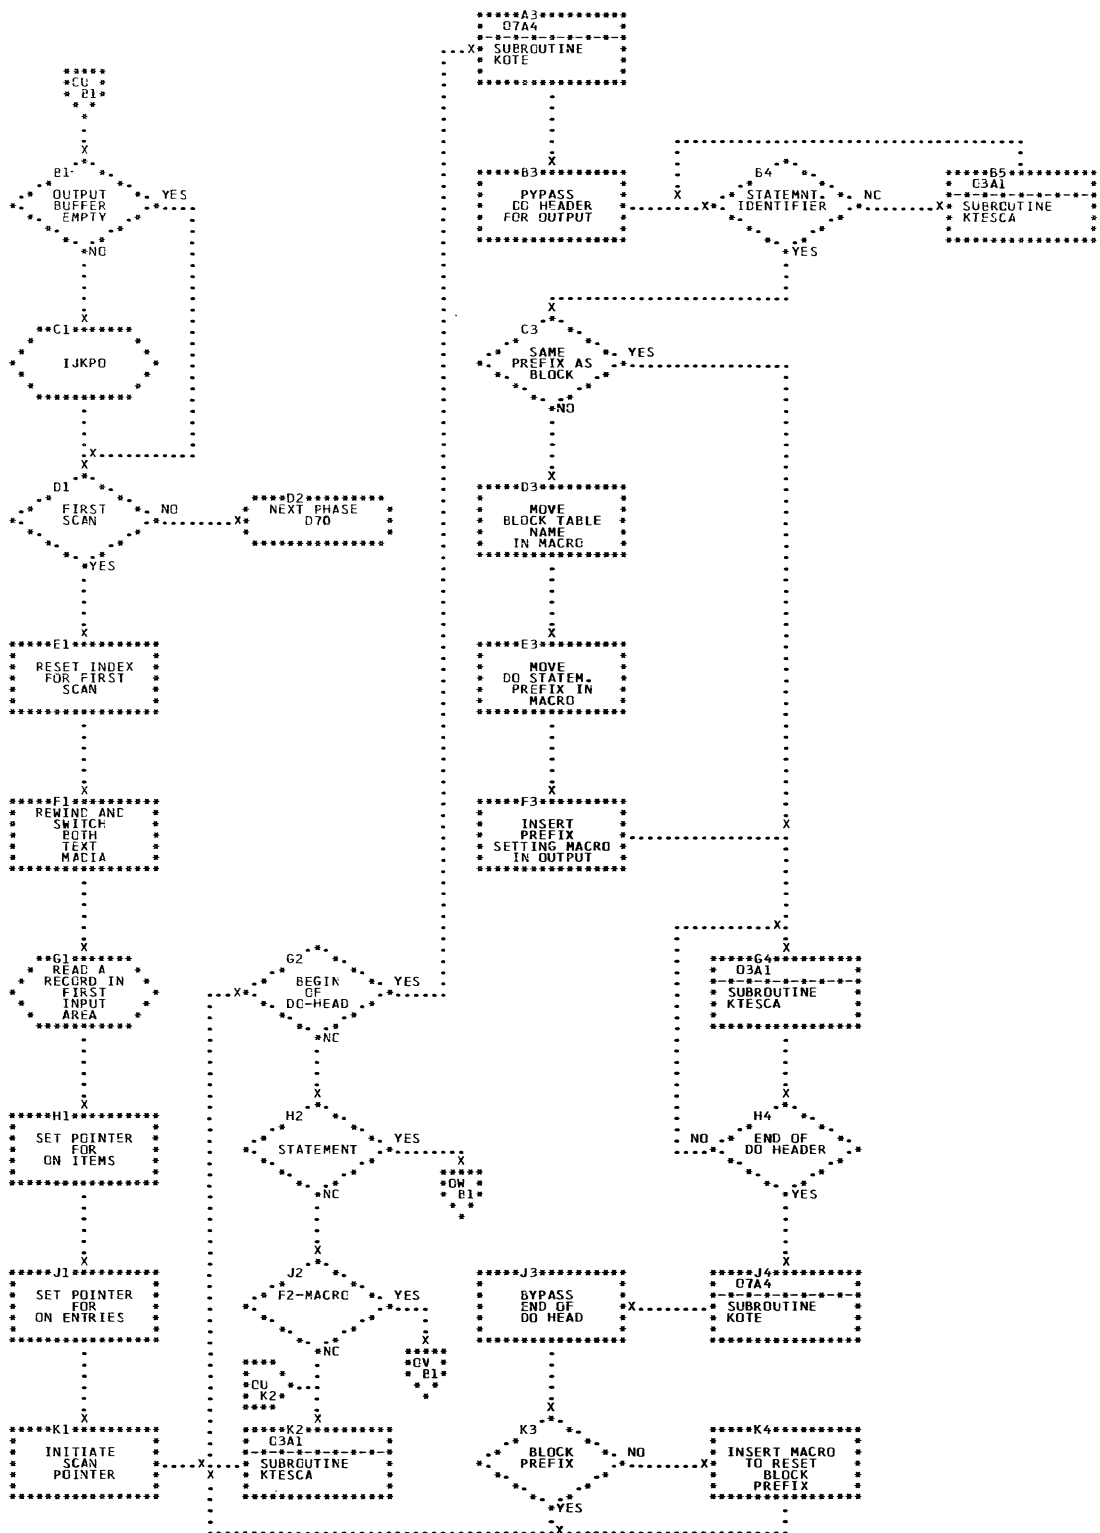 A3
07A4
SUBROUTINE
KOTE
CU
B1
B1
OUTPUT
BUFFER
EMPTY
YES
NO
B3
PYPASS
DO HEADER
FOR OUTPUT
B4
STATEMNT.
IDENTIFIER
NC
YES
B5
03A1
SUBROUTINE
KTESCA
C1
IJKPO
C3
SAME
PREFIX AS
BLOCK
YES
NO
D1
FIRST
SCAN
NO
YES
D2
NEXT PHASE
D70
D3
MOVE
BLOCK TABLE
NAME
IN MACRO
E1
RESET INDEX
FOR FIRST
SCAN
E3
MOVE
DO STATEM.
PREFIX IN
MACRO
F1
REWIND AND
SWITCH
BOTH
TEXT
MADIA
F3
INSERT
PREFIX
SETTING MACRO
IN OUTPUT
G1
READ A
RECORD IN
FIRST
INPUT
AREA
G2
BEGIN
OF
DO-HEAD
YES
NC
G4
03A1
SUBROUTINE
KTESCA
H1
SET POINTER
FOR
ON ITEMS
H2
STATEMENT
YES
NC
OW
B1
H4
END OF
DO HEADER
NO
YES
J1
SET POINTER
FOR
ON ENTRIES
J2
F2-MACRO
YES
NC
OV
B1
J3
BYPASS
END OF
DO HEAD
J4
07A4
SUBROUTINE
KOTE
CU
K2
K1
INITIATE
SCAN
POINTER
K2
03A1
SUBROUTINE
KTESCA
K3
BLOCK
PREFIX
NO
YES
K4
INSERT MACRO
TO RESET
BLOCK
PREFIX